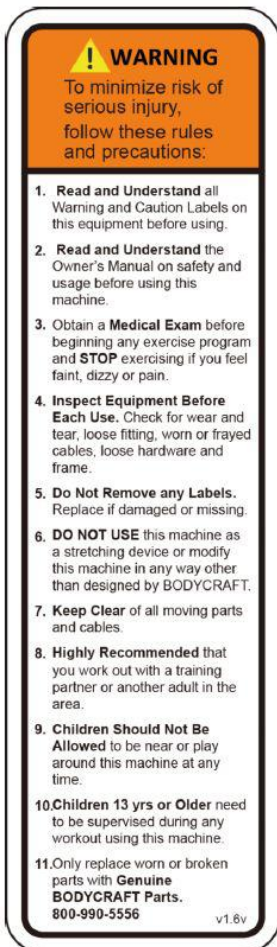 ! WARNING
To minimize risk of
serious injury,
follow these rules
and precautions:
1. Read and Understand all
Warning and Caution Labels on
this equipment before using.
2. Read and Understand the
Owner's Manual on safety and
usage before using this
machine.
3. Obtain a Medical Exam before
beginning any exercise program
and STOP exercising if you feel
faint, dizzy or pain.
4. Inspect Equipment Before
Each Use. Check for wear and
tear, loose fitting, worn or frayed
cables, loose hardware and
frame.
5. Do Not Remove any Labels.
Replace if damaged or missing.
6. DO NOT USE this machine as
a stretching device or modify
this machine in any way other
than designed by BODYCRAFT.
7. Keep Clear of all moving parts
and cables.
8. Highly Recommended that
you work out with a training
partner or another adult in the
area.
9. Children Should Not Be
Allowed to be near or play
around this machine at any
time.
10.Children 13 yrs or Older need
to be supervised during any
workout using this machine.
11.Only replace worn or broken
parts with Genuine
BODYCRAFT Parts.
800-990-5556 v1.6v